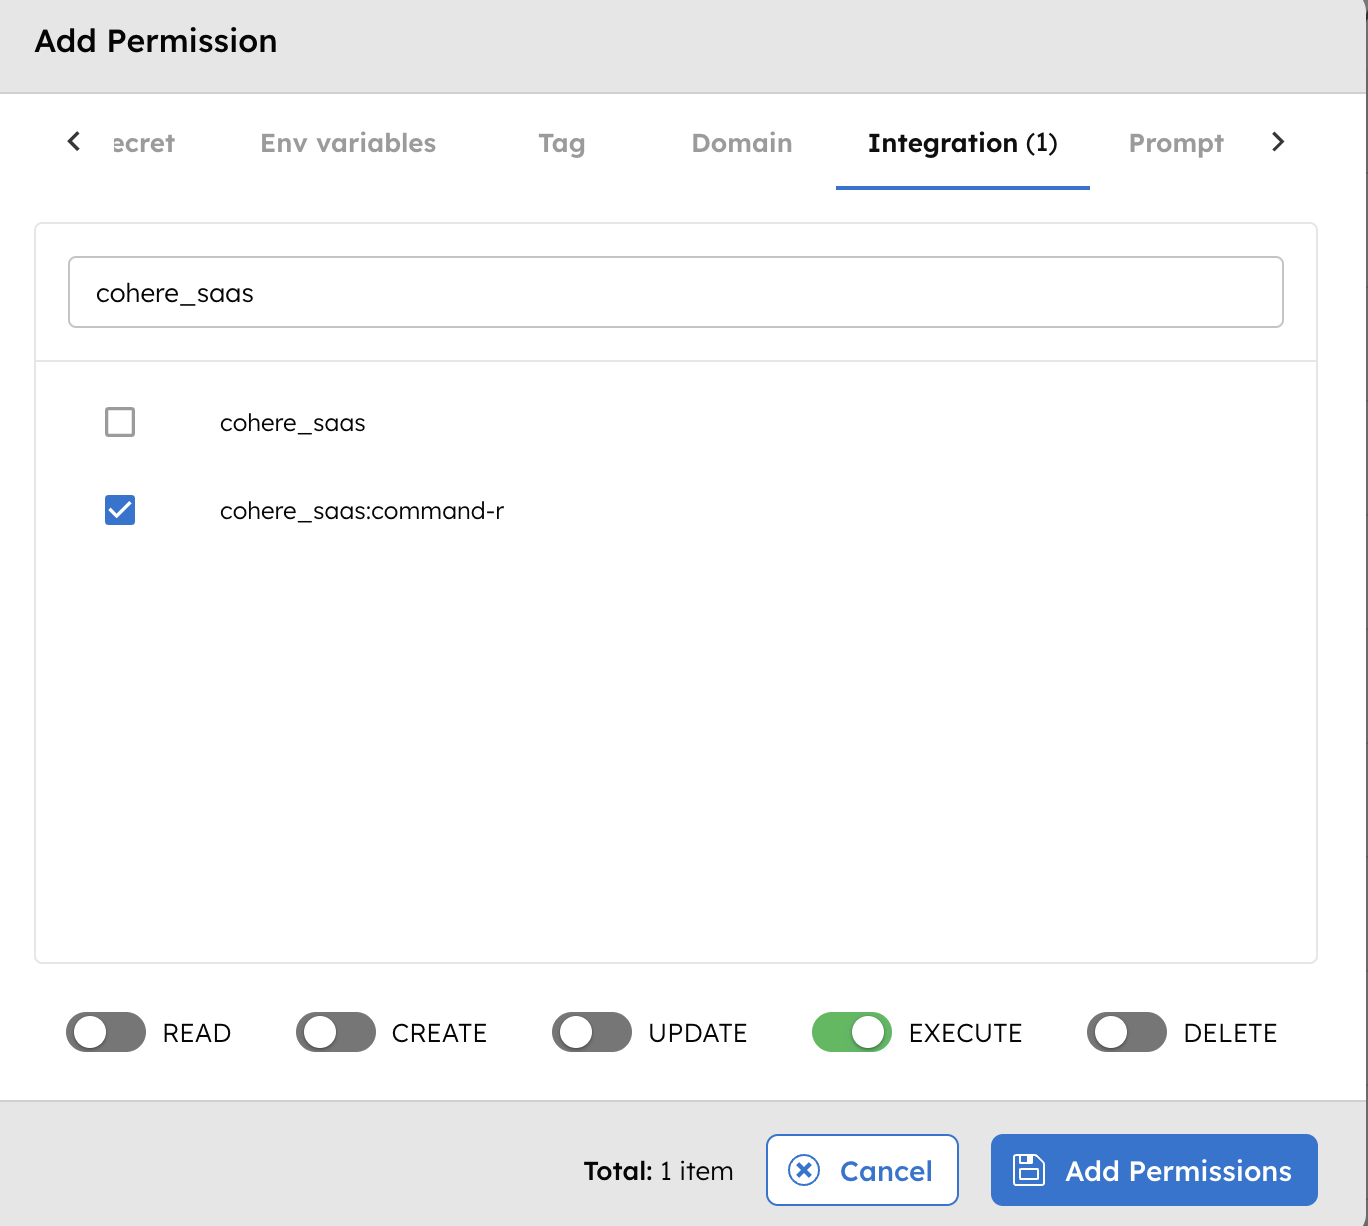 Add Permission
ecret Env variables Tag Domain Integration (1) Prompt
cohere_saas
cohere_saas
cohere_saas:command-r
READ CREATE UPDATE EXECUTE DELETE
Total: 1 item Cancel Add Permissions